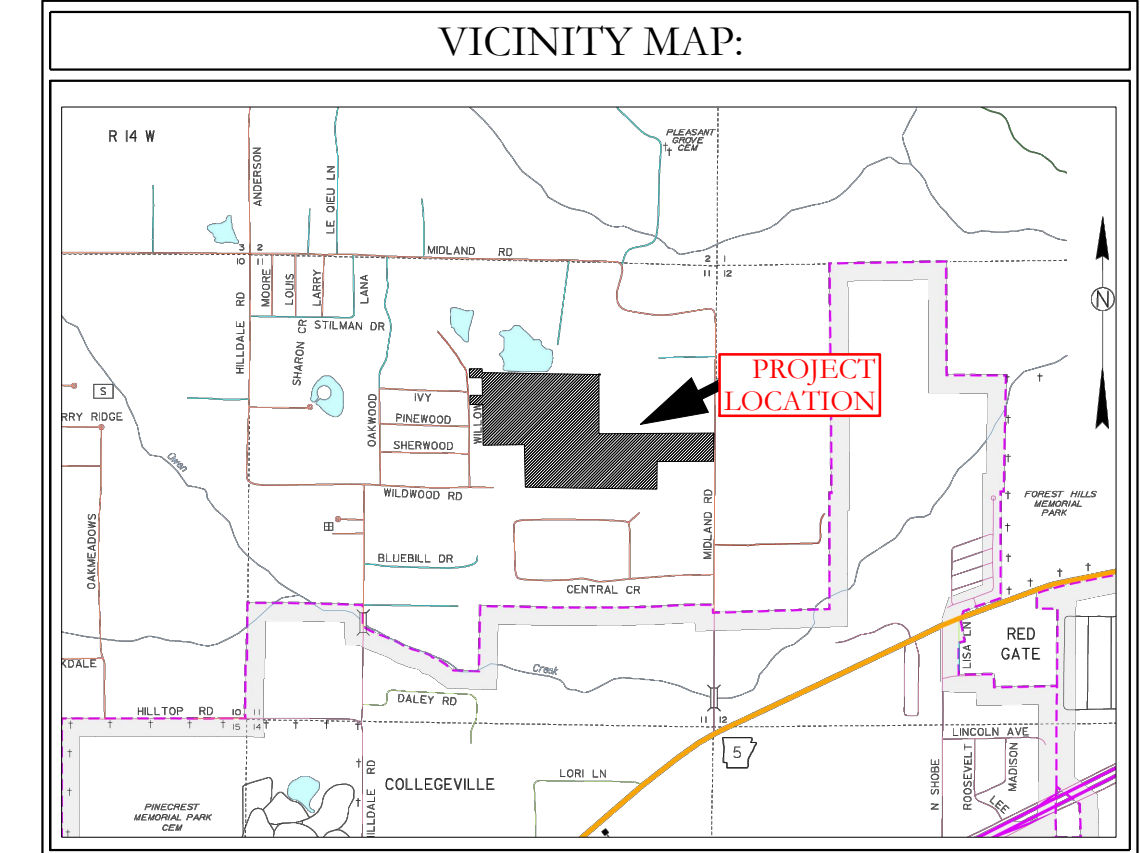 VICINITY MAP:
R 14 W
PLEASANT
GROVE
CEM
ANDERSON
LE OIEU LN
MIDLAND RD
3 2
10 11
2 1
11 12
MOORE
LOUIS
LARRY
LANA
HILLDALE RD
SHARON CR
STILMAN DR
N
PROJECT
LOCATION
S
RRY RIDGE
OAKWOOD
IVY
PINEWOOD
SHERWOOD
WILLOW
WILDWOOD RD
Owen
OAKMEADOWS
MIDLAND RD
FOREST HILLS
MEMORIAL
PARK
BLUEBILL DR
CENTRAL CR
LISA LN
RED
GATE
KDALE
Creek
DALEY RD
HILLTOP RD
10 11
15 14
11 12
5
LINCOLN AVE
LORI LN
COLLEGEVILLE
ILLDALE RD
N SHOBE
ROOSEVELT
MADISON
LEE
PINECREST
MEMORIAL PARK
CEM